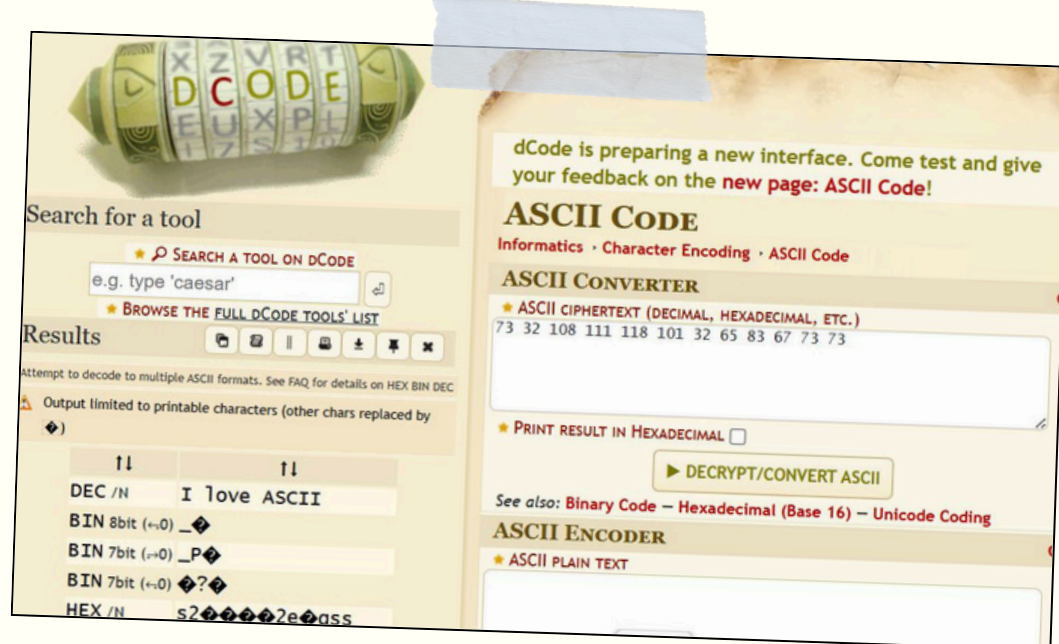 X Z V R T
D C O D E
E U X P I
I 7 S I
Search for a tool
SEARCH A TOOL ON DCODE
e.g. type 'caesar'
BROWSE THE FULL DCODE TOOLS' LIST
Results
Attempt to decode to multiple ASCII formats. See FAQ for details on HEX BIN DEC
Output limited to printable characters (other chars replaced by
�)
↑↓ ↑↓
DEC /N I love ASCII
BIN 8bit (←0) _�
BIN 7bit (→0) _P�
BIN 7bit (←0) �?�
HEX /N s2����2e�gss
dCode is preparing a new interface. Come test and give
your feedback on the new page: ASCII Code!
ASCII CODE
Informatics › Character Encoding › ASCII Code
ASCII CONVERTER
ASCII CIPHERTEXT (DECIMAL, HEXADECIMAL, ETC.)
73 32 108 111 118 101 32 65 83 67 73 73
PRINT RESULT IN HEXADECIMAL
► DECRYPT/CONVERT ASCII
See also: Binary Code — Hexadecimal (Base 16) — Unicode Coding
ASCII ENCODER
ASCII PLAIN TEXT